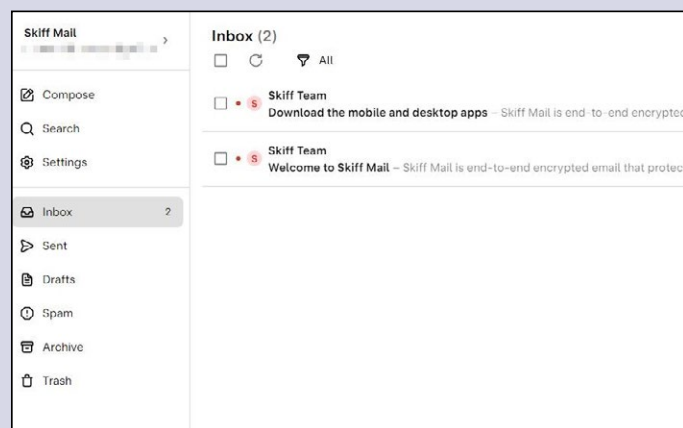 Skiff Mail
Compose
Search
Settings
Inbox 2
Sent
Drafts
Spam
Archive
Trash
Inbox (2)
All
S Skiff Team
Download the mobile and desktop apps – Skiff Mail is end-to-end encrypted
S Skiff Team
Welcome to Skiff Mail – Skiff Mail is end-to-end encrypted email that protec